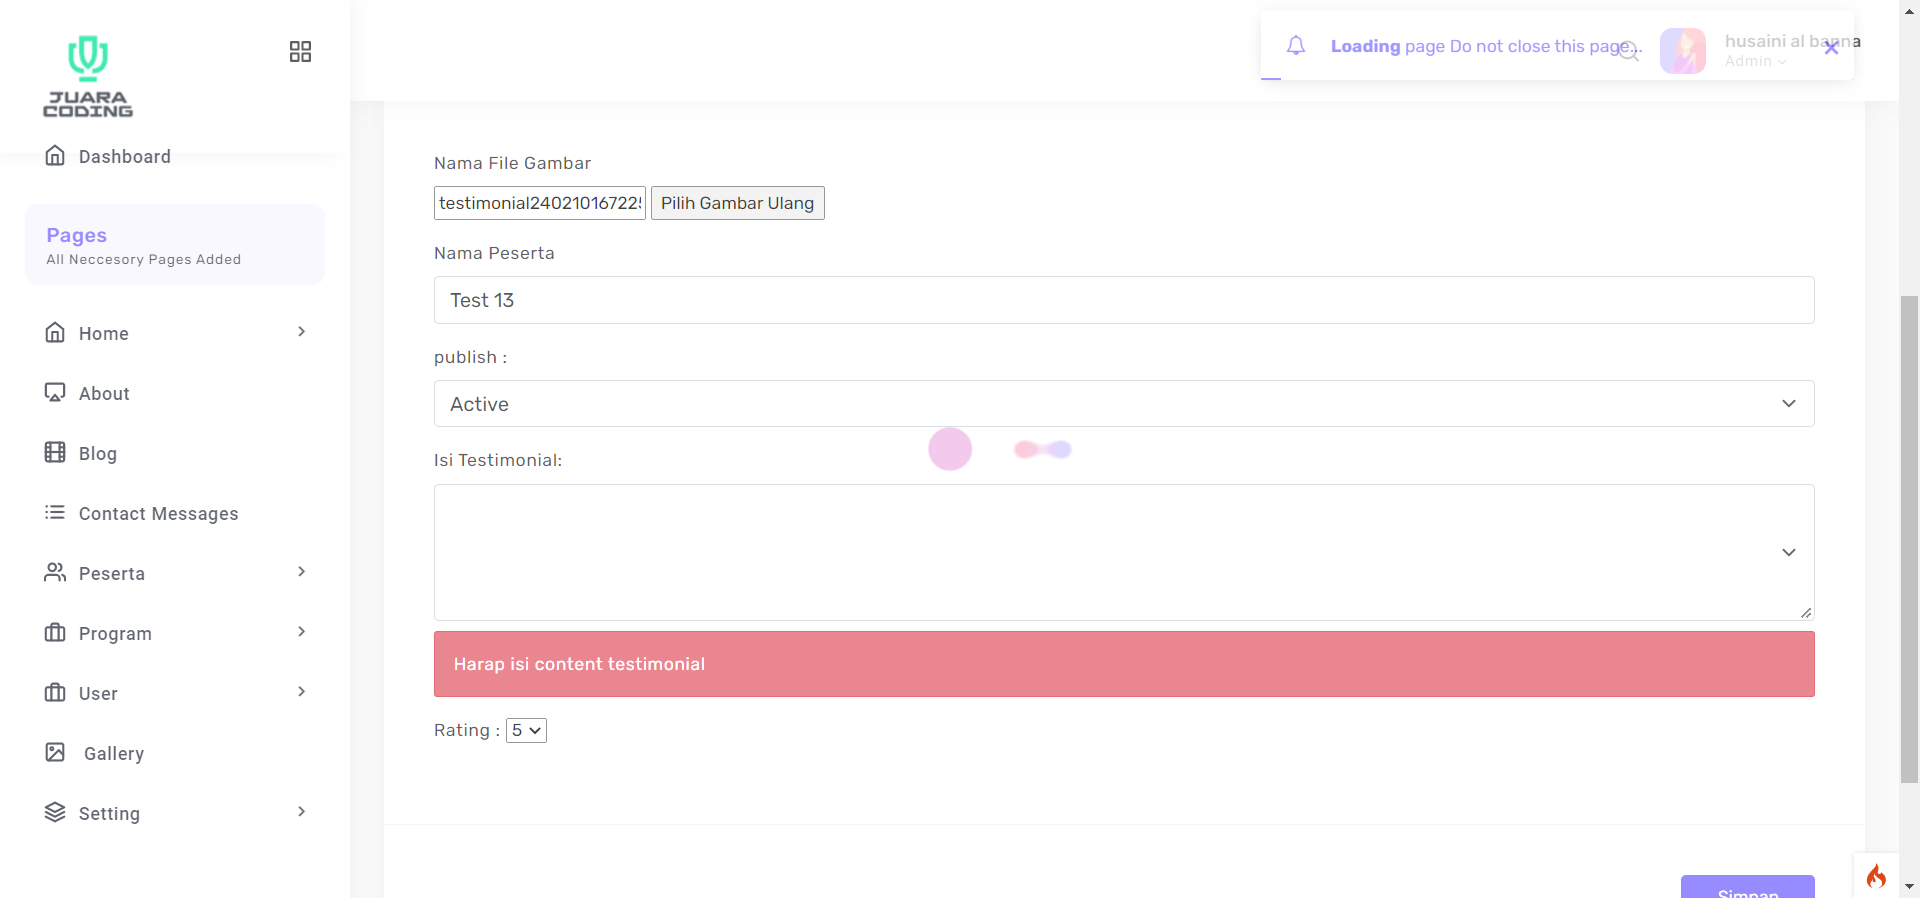 JUARA
CODING
Dashboard
Pages
All Neccesory Pages Added
Home
About
Blog
Contact Messages
Peserta
Program
User
Gallery
Setting
Loading page Do not close this page...
husaini al banna
Admin
Nama File Gambar
testimonial240210167225
Pilih Gambar Ulang
Nama Peserta
Test 13
publish :
Active
Isi Testimonial:
Harap isi content testimonial
Rating : 5
Simpan